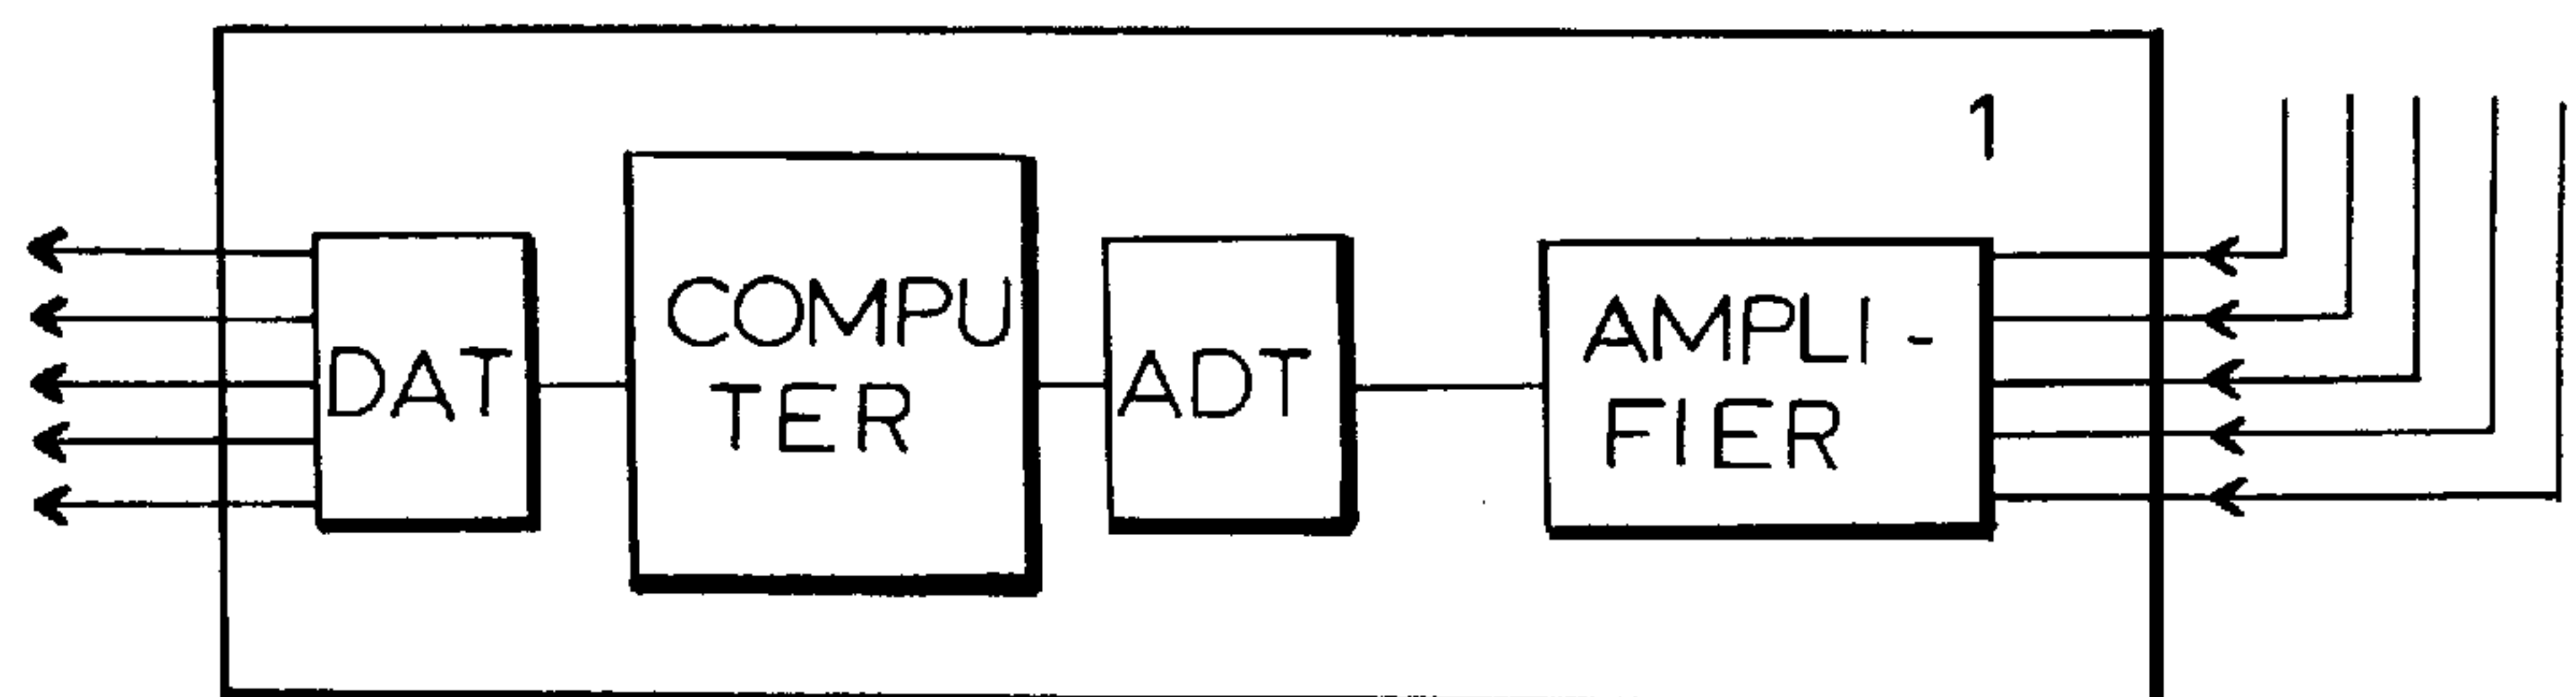 1
DAT
COMPU
TER
ADT
AMPLI-
FIER